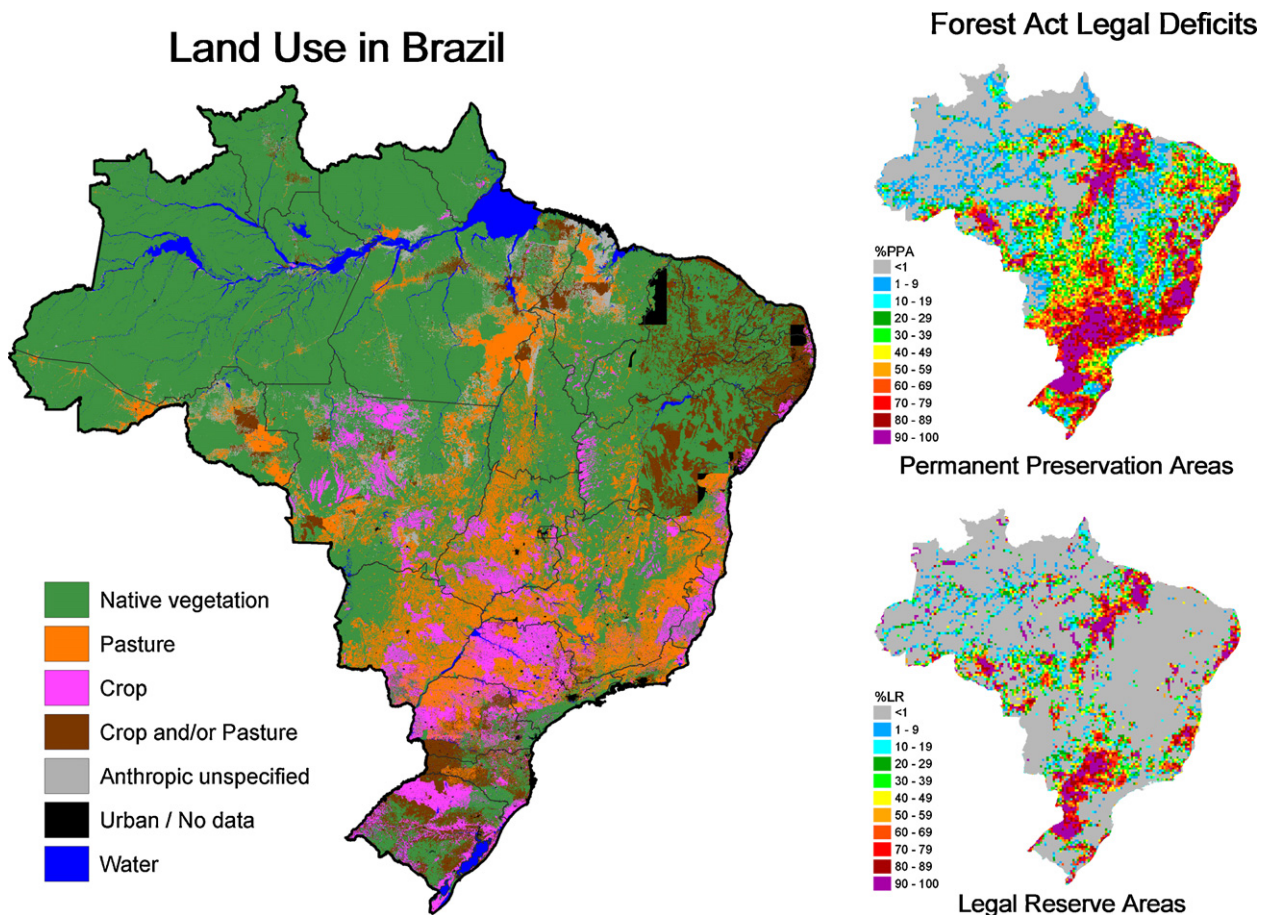 Land Use in Brazil
Native vegetation
Pasture
Crop
Crop and/or Pasture
Anthropic unspecified
Urban / No data
Water
Forest Act Legal Deficits
%PPA
<1
1 - 9
10 - 19
20 - 29
30 - 39
40 - 49
50 - 59
60 - 69
70 - 79
80 - 89
90 - 100
Permanent Preservation Areas
%LR
<1
1 - 9
10 - 19
20 - 29
30 - 39
40 - 49
50 - 59
60 - 69
70 - 79
80 - 89
90 - 100
Legal Reserve Areas